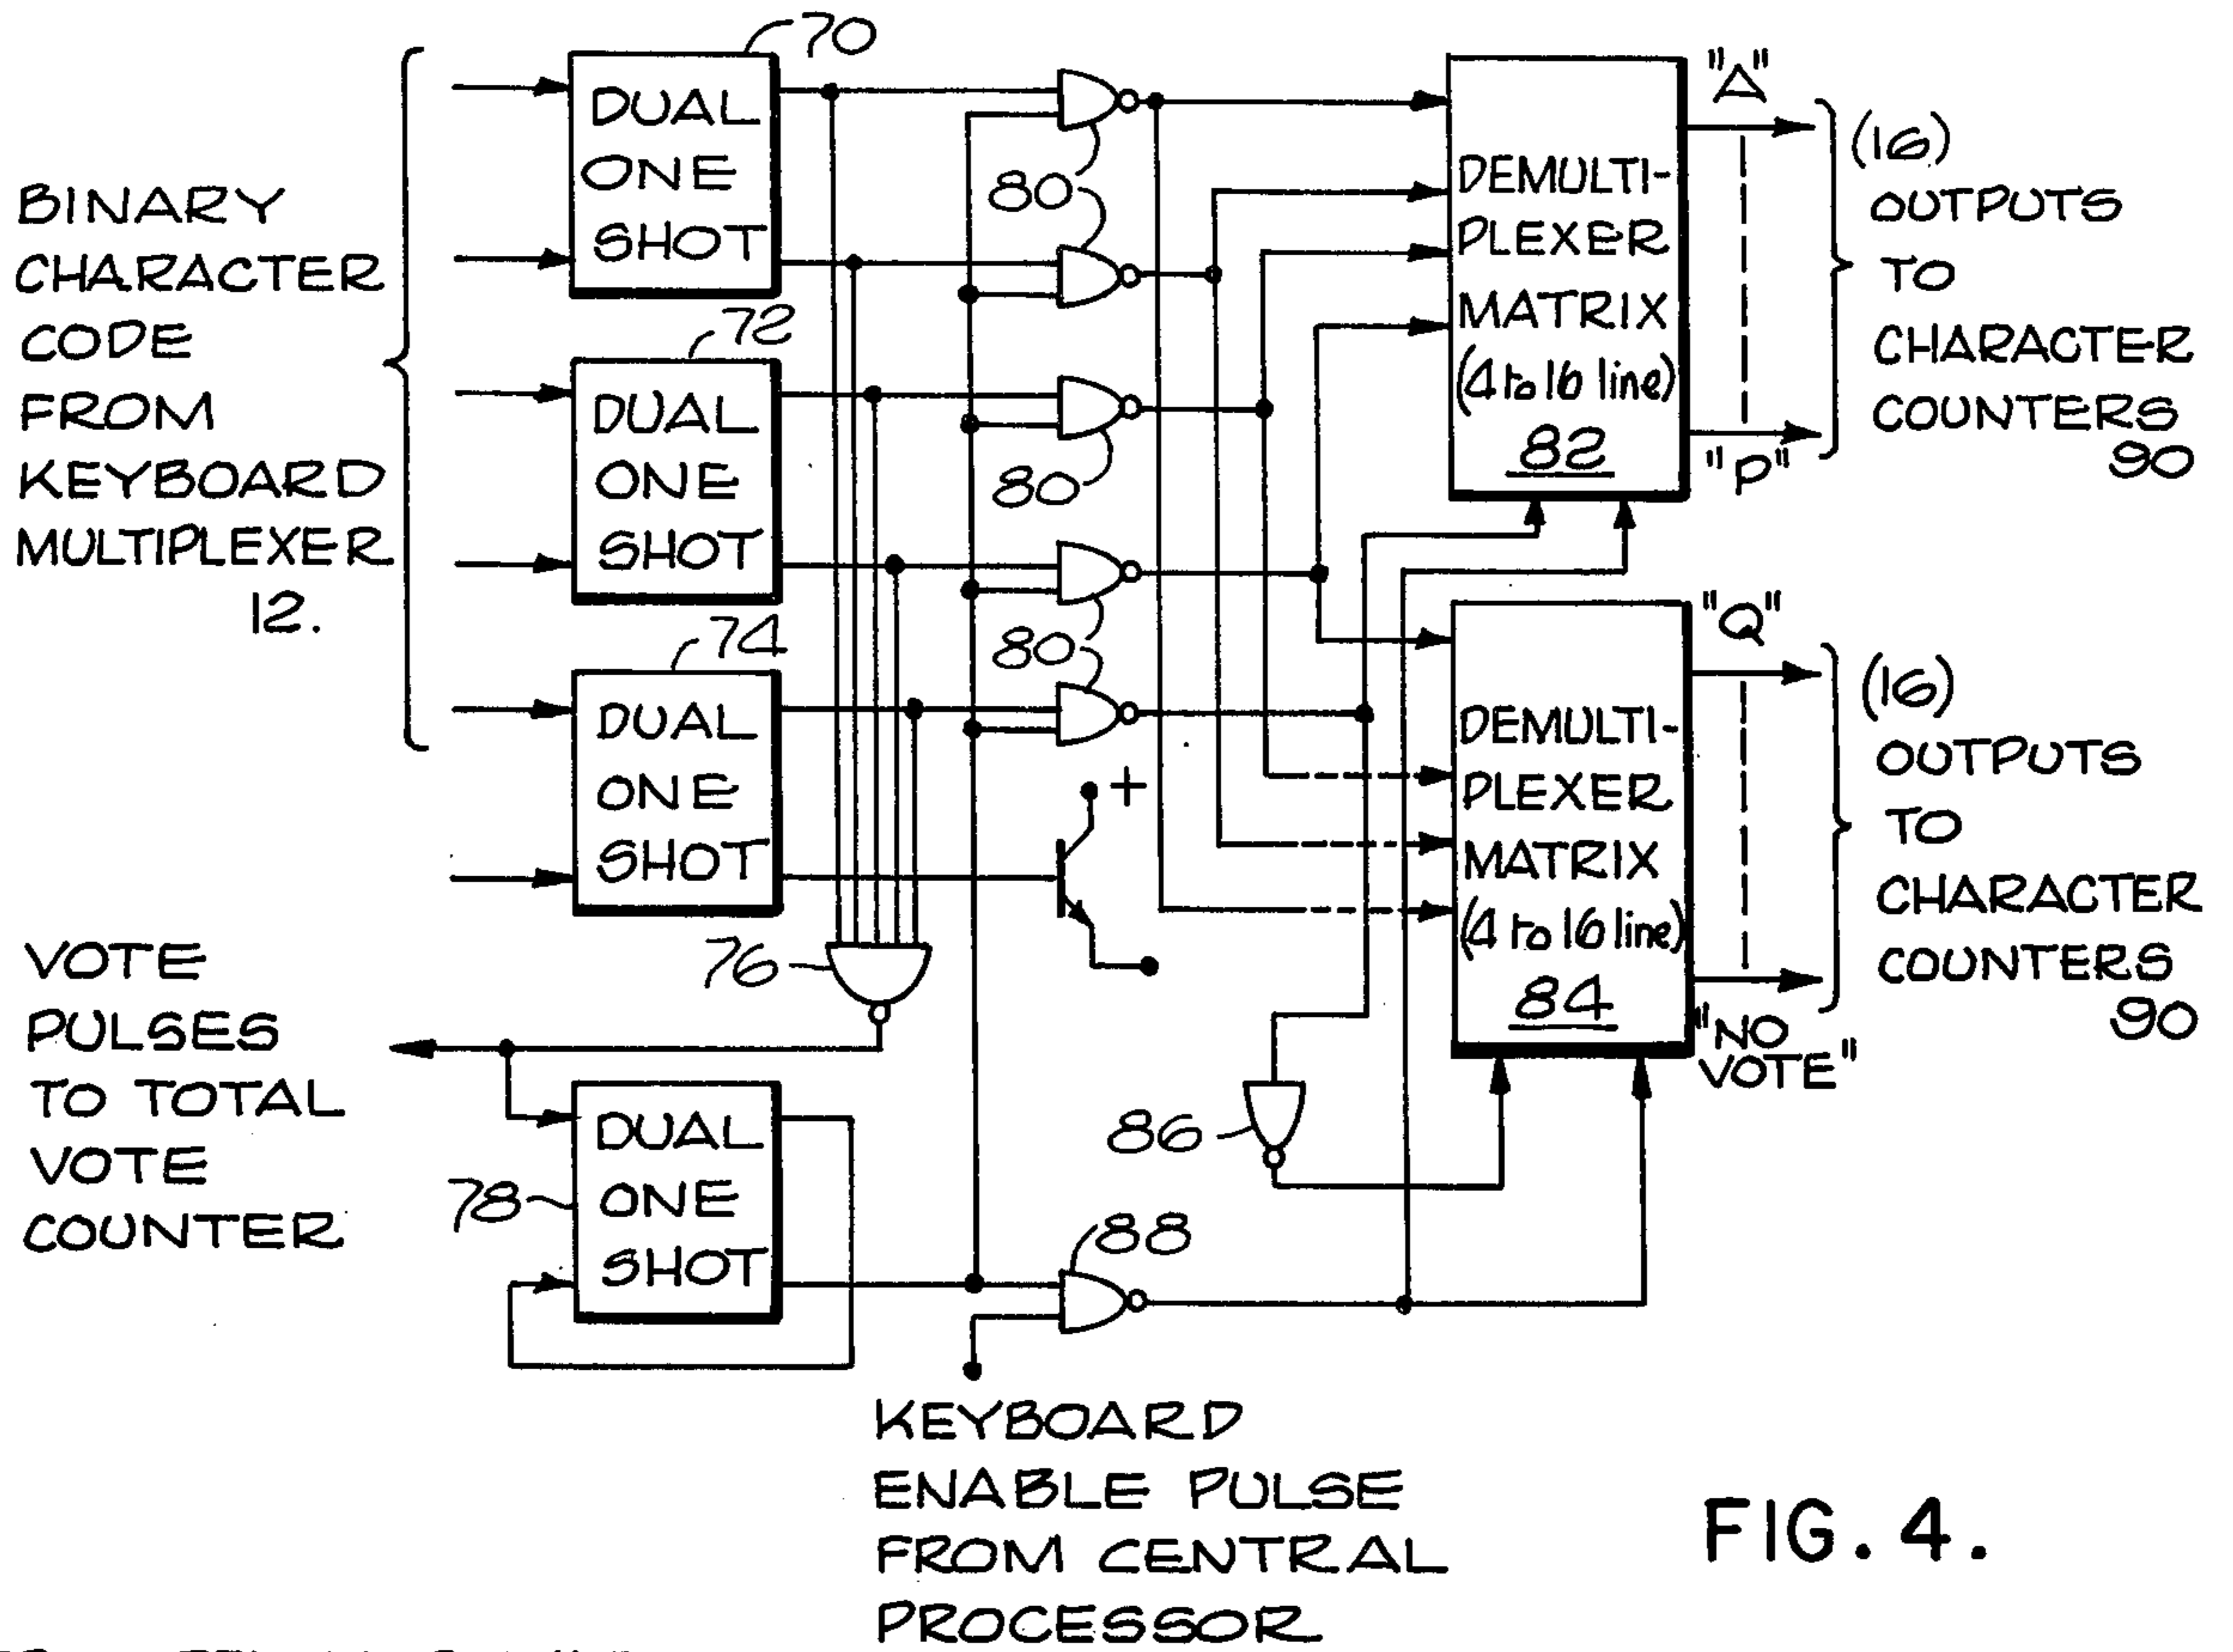 BINARY
CHARACTER
CODE
FROM
KEYBOARD
MULTIPLEXER
12.
70
DUAL
ONE
SHOT
72
DUAL
ONE
SHOT
74
DUAL
ONE
SHOT
80
80
80
76
+
DEMULTI-
PLEXER
MATRIX
(4 to 16 line)
82
"A"
"P"
(16)
OUTPUTS
TO
CHARACTER
COUNTERS
90
DEMULTI-
PLEXER
MATRIX
(4 to 16 line)
84
"Q"
"NO
VOTE"
(16)
OUTPUTS
TO
CHARACTER
COUNTERS
90
VOTE
PULSES
TO TOTAL
VOTE
COUNTER
78
DUAL
ONE
SHOT
86
88
KEYBOARD
ENABLE PULSE
FROM CENTRAL
PROCESSOR
FIG. 4.